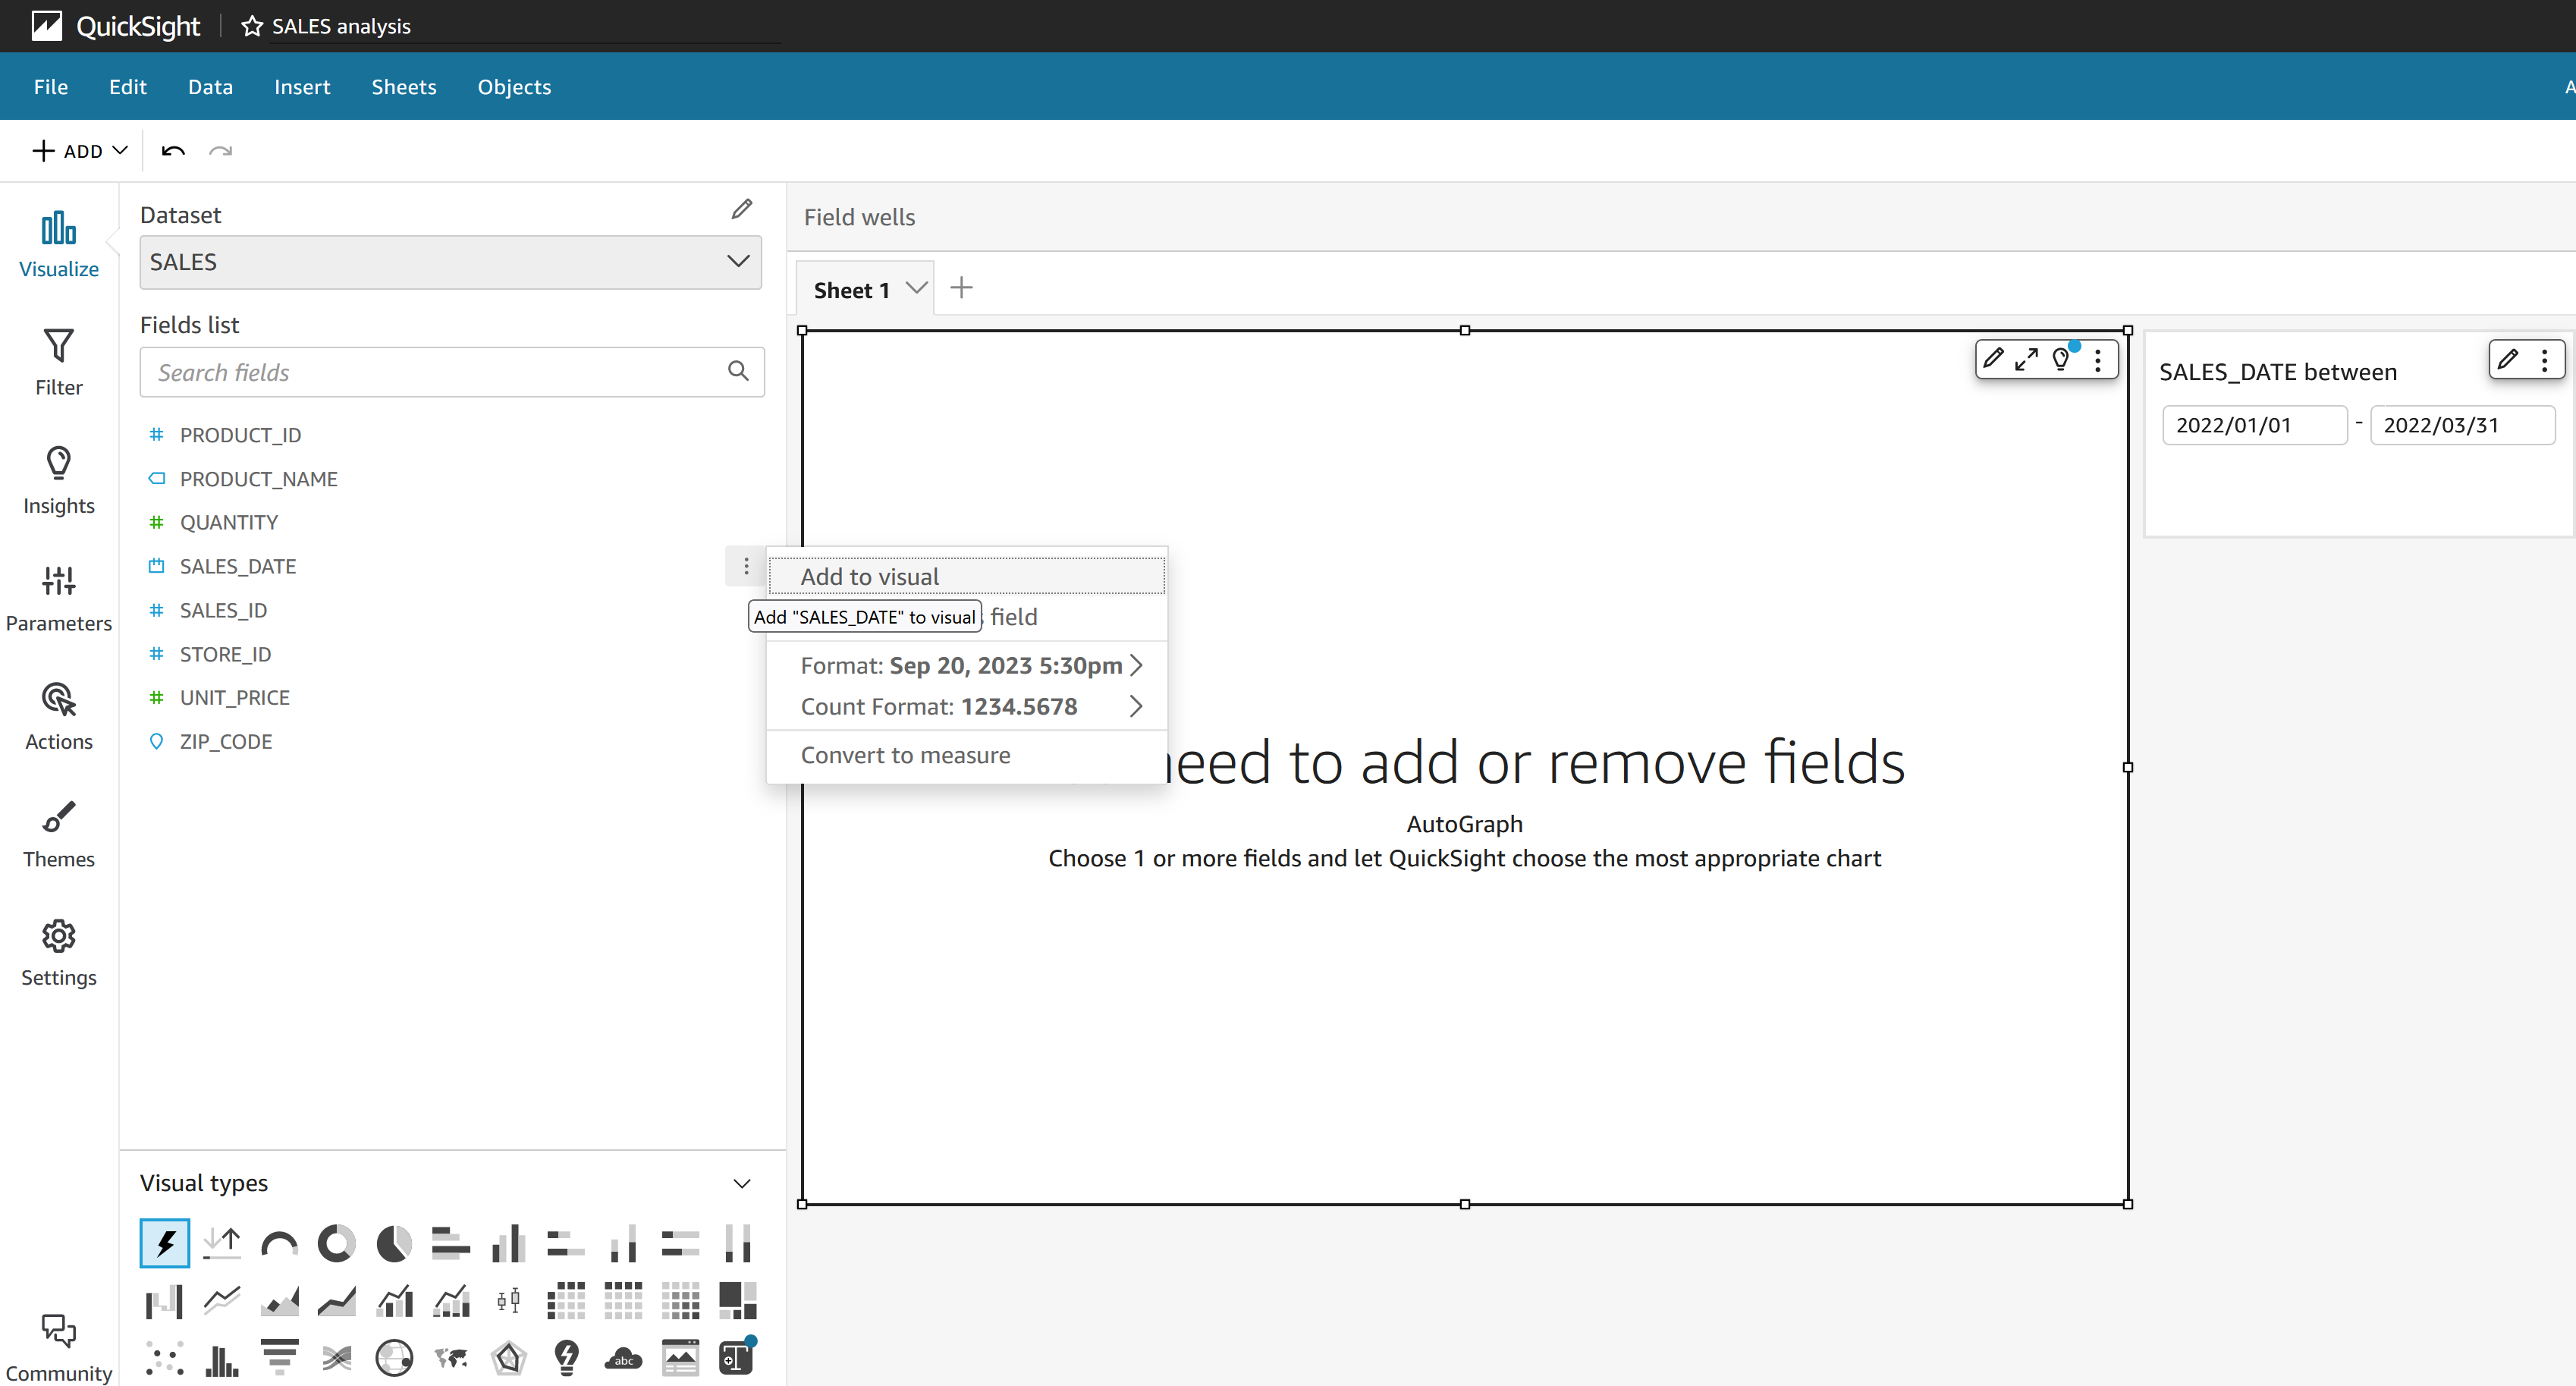 QuickSight
SALES analysis
File Edit Data Insert Sheets Objects
ADD
Visualize
Filter
Insights
Parameters
Actions
Themes
Settings
Community
Dataset
SALES
Fields list
Search fields
PRODUCT_ID
PRODUCT_NAME
QUANTITY
SALES_DATE
SALES_ID
STORE_ID
UNIT_PRICE
ZIP_CODE
Visual types
abc
Field wells
Sheet 1
Add to visual
Add "SALES_DATE" to visual
field
Format: Sep 20, 2023 5:30pm
Count Format: 1234.5678
Convert to measure
need to add or remove fields
AutoGraph
Choose 1 or more fields and let QuickSight choose the most appropriate chart
SALES_DATE between
2022/01/01 - 2022/03/31